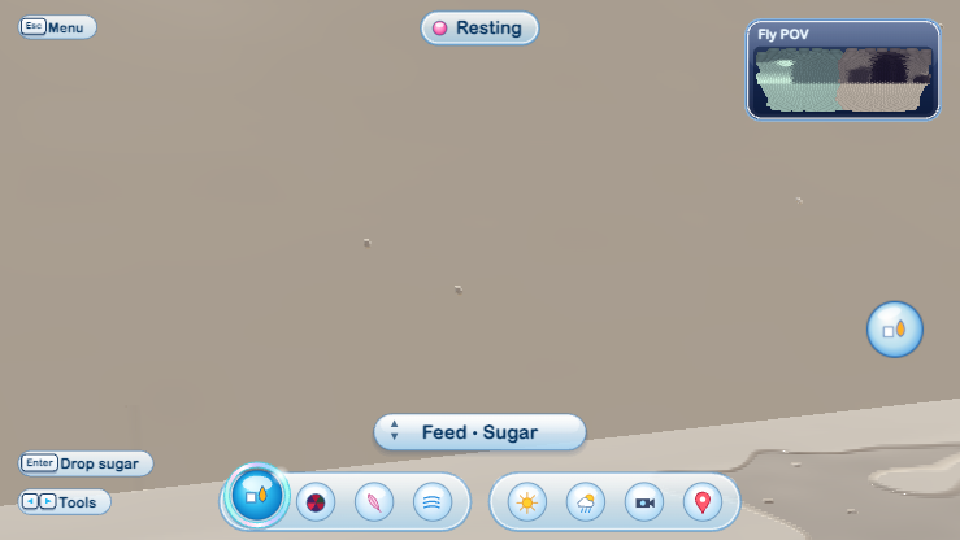 Esc Menu
Resting
Fly POV
Feed • Sugar
Enter Drop sugar
Tools